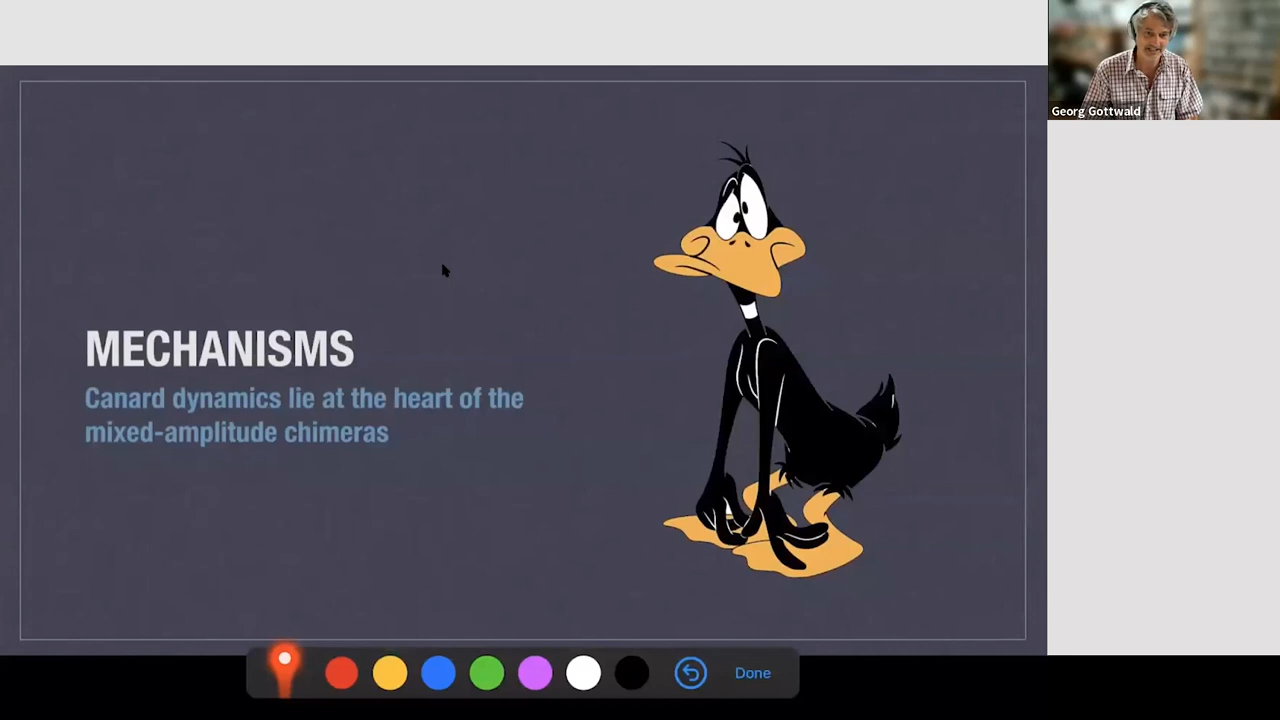 Georg Gottwald
MECHANISMS
Canard dynamics lie at the heart of the
mixed-amplitude chimeras
Done